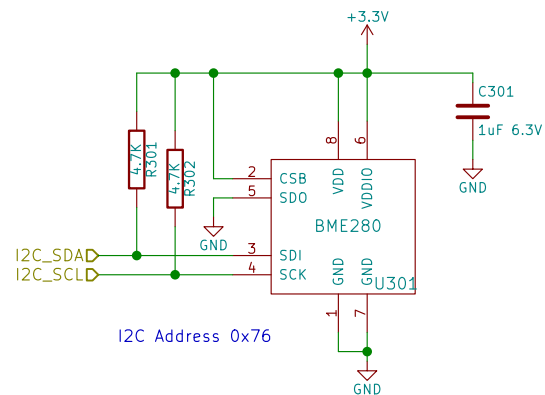 +3.3V
C301
1uF 6.3V
GND
4.7K
R301
4.7K
R302
8
6
2
CSB
VDD
VDDIO
5
SDO
BME280
GND
I2C_SDA
3
SDI
I2C_SCL
4
SCK
GND
GND
U301
1
7
I2C Address 0x76
GND